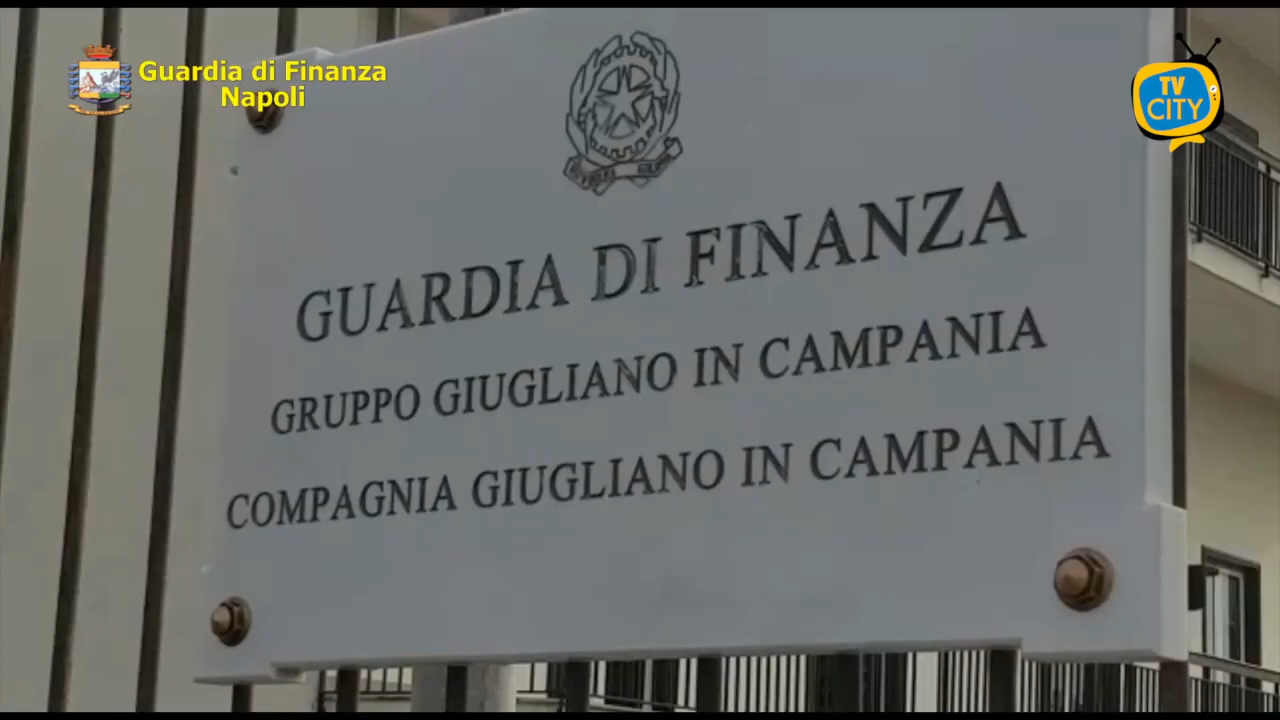 Guardia di Finanza
Napoli
TV
CITY
GUARDIA DI FINANZA
GRUPPO GIUGLIANO IN CAMPANIA
COMPAGNIA GIUGLIANO IN CAMPANIA